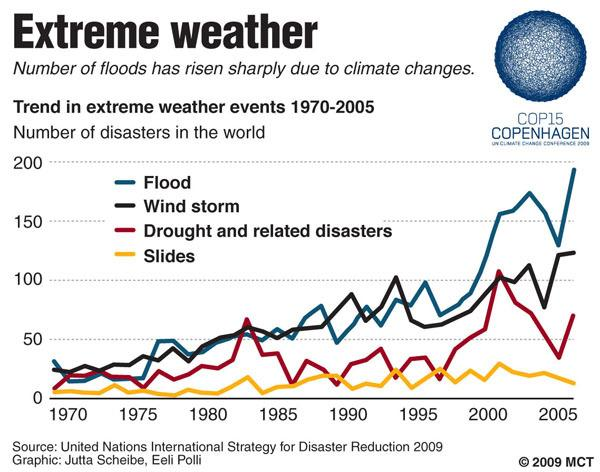 Extreme weather
Number of floods has risen sharply due to climate changes.
COP15
COPENHAGEN
UN CLIMATE CHANGE CONFERENCE 2009
Trend in extreme weather events 1970-2005
Number of disasters in the world
200
150
100
50
0
Flood
Wind storm
Drought and related disasters
Slides
1970 1975 1980 1985 1990 1995 2000 2005
Source: United Nations International Strategy for Disaster Reduction 2009
Graphic: Jutta Scheibe, Eeli Polli
© 2009 MCT